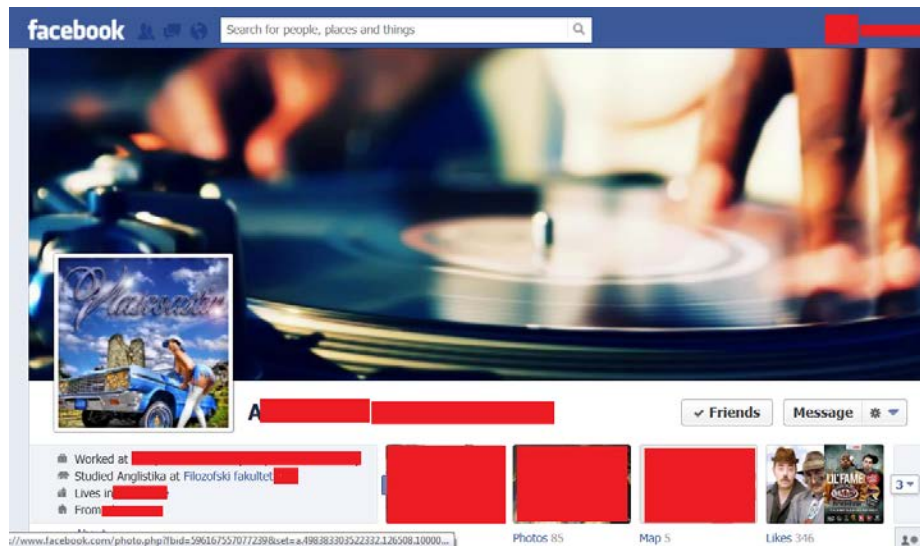 facebook
Search for people, places and things
A
Friends
Message
Worked at
Studied Anglistika at Filozofski fakultet
Lives in
From
3
LIL' FAME
Photos 85
Map 5
Likes 346
://www.facebook.com/photo.php?fbid=596167557077239&set=a.498383303522332.126508.10000...